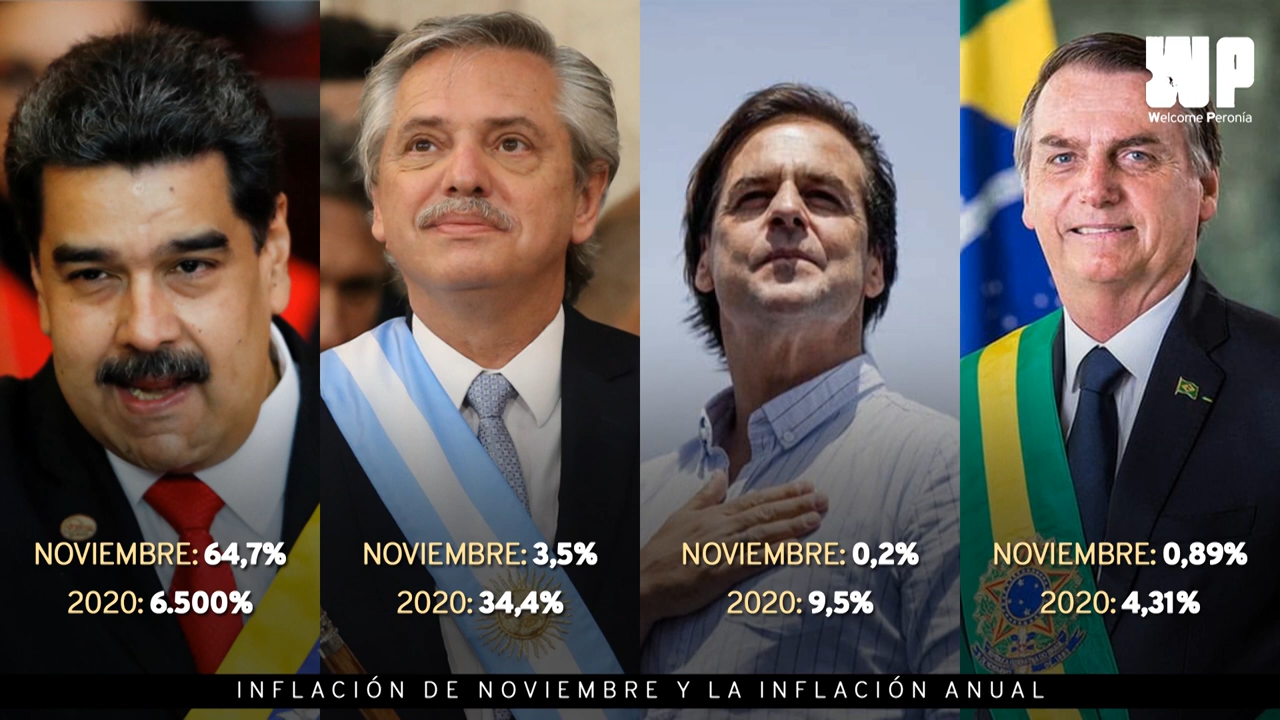 WP
Welcome Peronía
NOVIEMBRE: 64,7%
2020: 6.500%
NOVIEMBRE: 3,5%
2020: 34,4%
NOVIEMBRE: 0,2%
2020: 9,5%
NOVIEMBRE: 0,89%
2020: 4,31%
INFLACIÓN DE NOVIEMBRE Y LA INFLACIÓN ANUAL